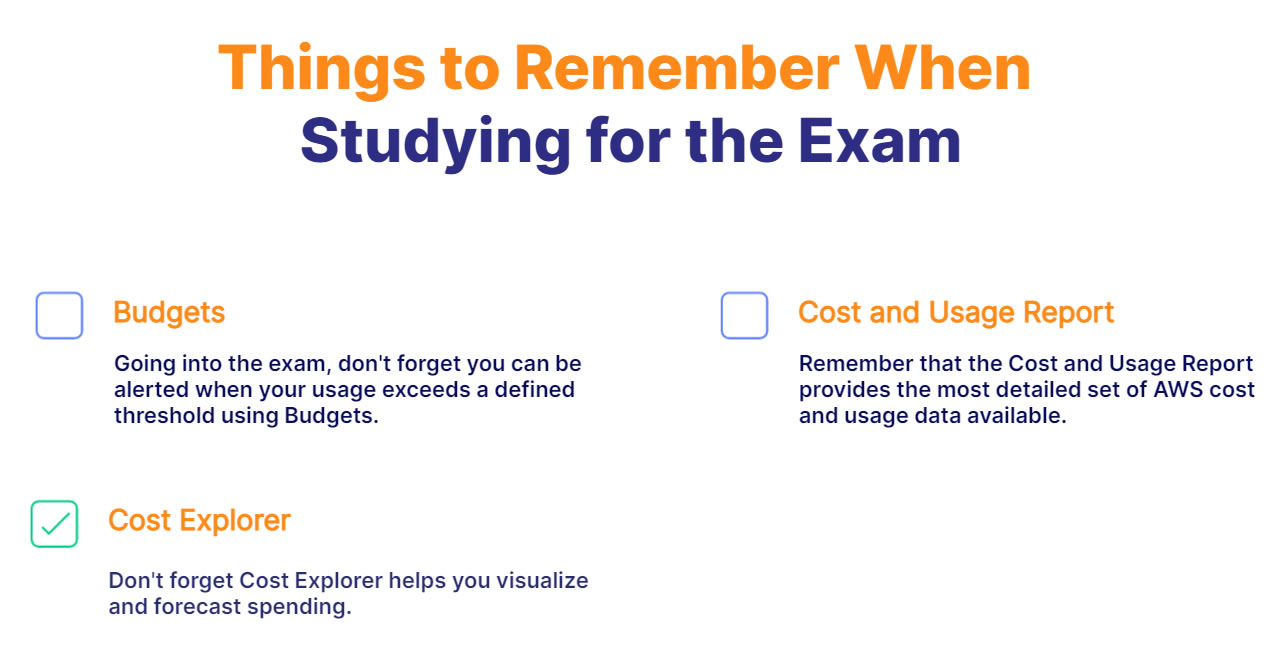 Things to Remember When
Studying for the Exam
Budgets
Going into the exam, don't forget you can be
alerted when your usage exceeds a defined
threshold using Budgets.
Cost and Usage Report
Remember that the Cost and Usage Report
provides the most detailed set of AWS cost
and usage data available.
Cost Explorer
Don't forget Cost Explorer helps you visualize
and forecast spending.